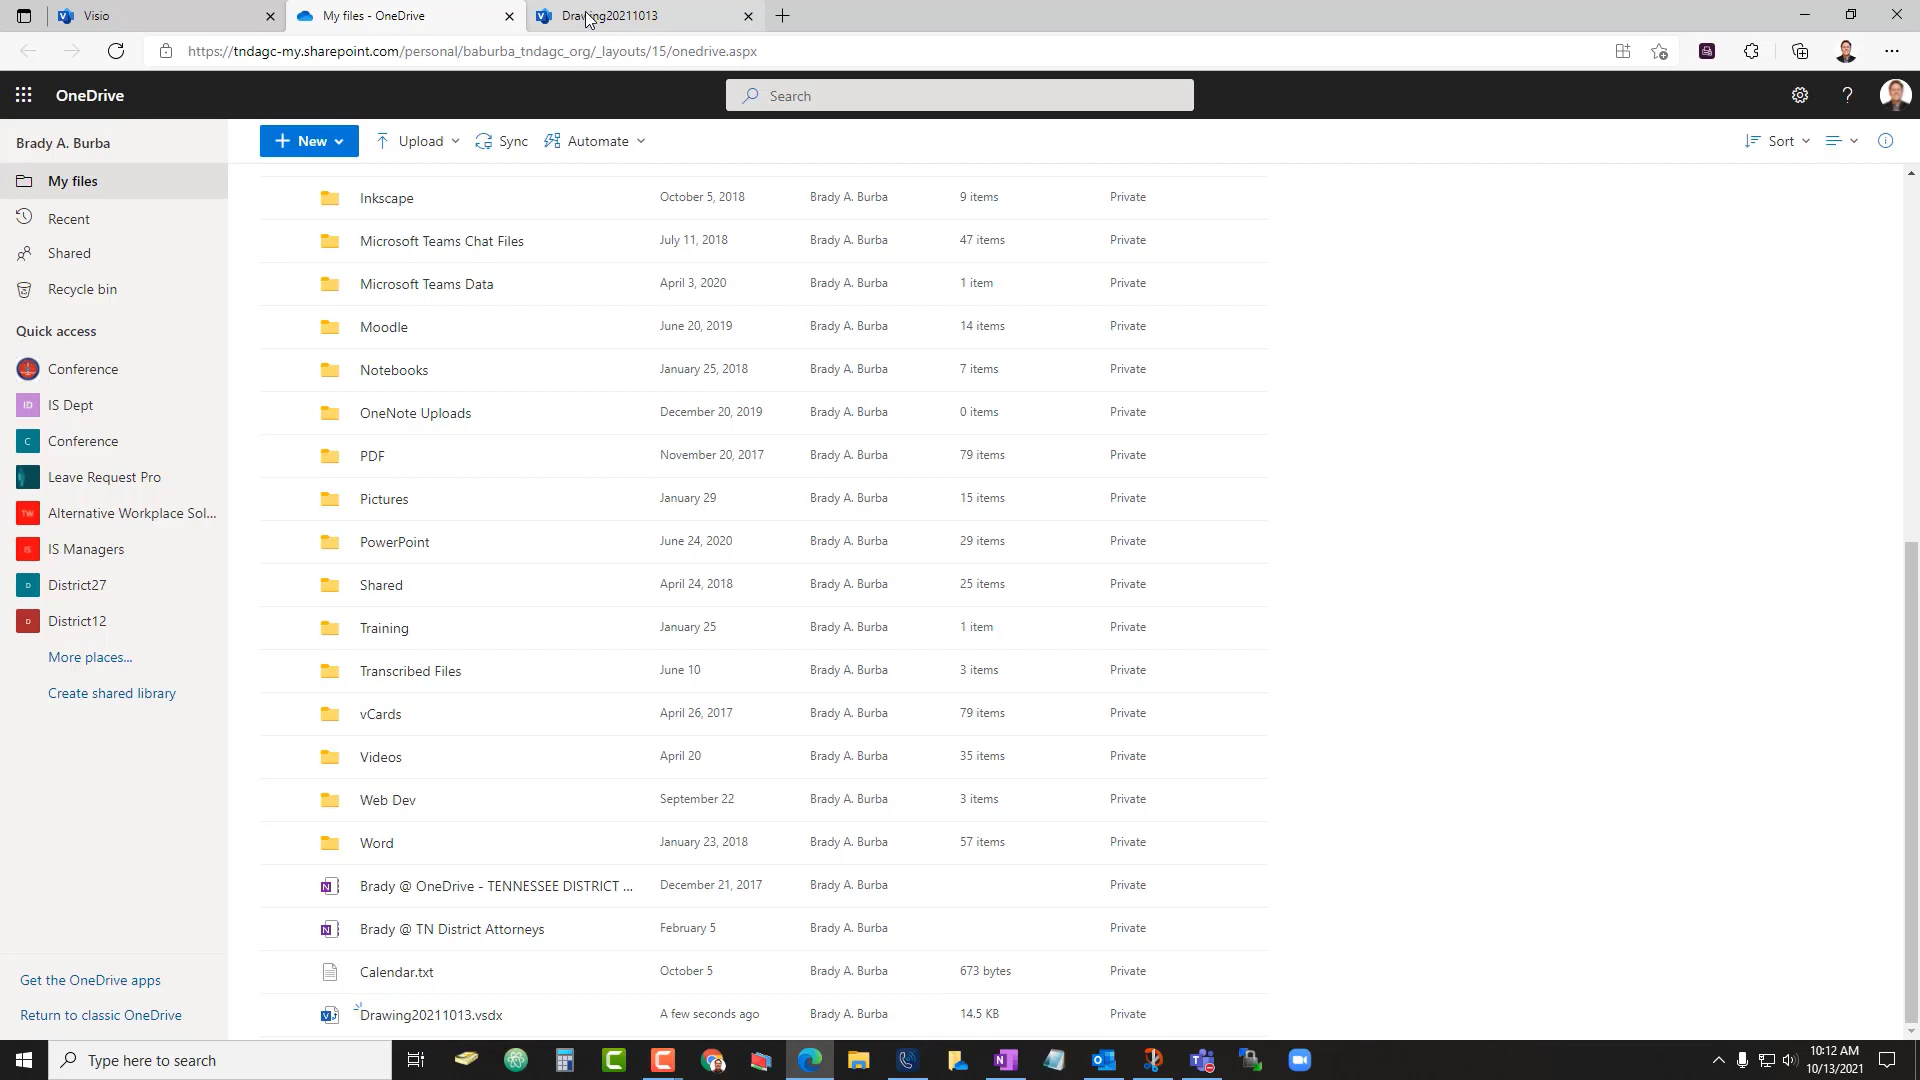 Visio
My files - OneDrive
Drawing20211013
https://tndagc-my.sharepoint.com/personal/baburba_tndagc_org/_layouts/15/onedrive.aspx
OneDrive
Search
?
Brady A. Burba
New
Upload
Sync
Automate
Sort
My files
Recent
Shared
Recycle bin
Quick access
Conference
ID IS Dept
C Conference
Leave Request Pro
TW Alternative Workplace Sol...
IS IS Managers
D District27
D District12
More places...
Create shared library
Get the OneDrive apps
Return to classic OneDrive
Inkscape October 5, 2018 Brady A. Burba 9 items Private
Microsoft Teams Chat Files July 11, 2018 Brady A. Burba 47 items Private
Microsoft Teams Data April 3, 2020 Brady A. Burba 1 item Private
Moodle June 20, 2019 Brady A. Burba 14 items Private
Notebooks January 25, 2018 Brady A. Burba 7 items Private
OneNote Uploads December 20, 2019 Brady A. Burba 0 items Private
PDF November 20, 2017 Brady A. Burba 79 items Private
Pictures January 29 Brady A. Burba 15 items Private
PowerPoint June 24, 2020 Brady A. Burba 29 items Private
Shared April 24, 2018 Brady A. Burba 25 items Private
Training January 25 Brady A. Burba 1 item Private
Transcribed Files June 10 Brady A. Burba 3 items Private
vCards April 26, 2017 Brady A. Burba 79 items Private
Videos April 20 Brady A. Burba 35 items Private
Web Dev September 22 Brady A. Burba 3 items Private
Word January 23, 2018 Brady A. Burba 57 items Private
Brady @ OneDrive - TENNESSEE DISTRICT ... December 21, 2017 Brady A. Burba Private
Brady @ TN District Attorneys February 5 Brady A. Burba Private
Calendar.txt October 5 Brady A. Burba 673 bytes Private
Drawing20211013.vsdx A few seconds ago Brady A. Burba 14.5 KB Private
Type here to search
10:12 AM
10/13/2021